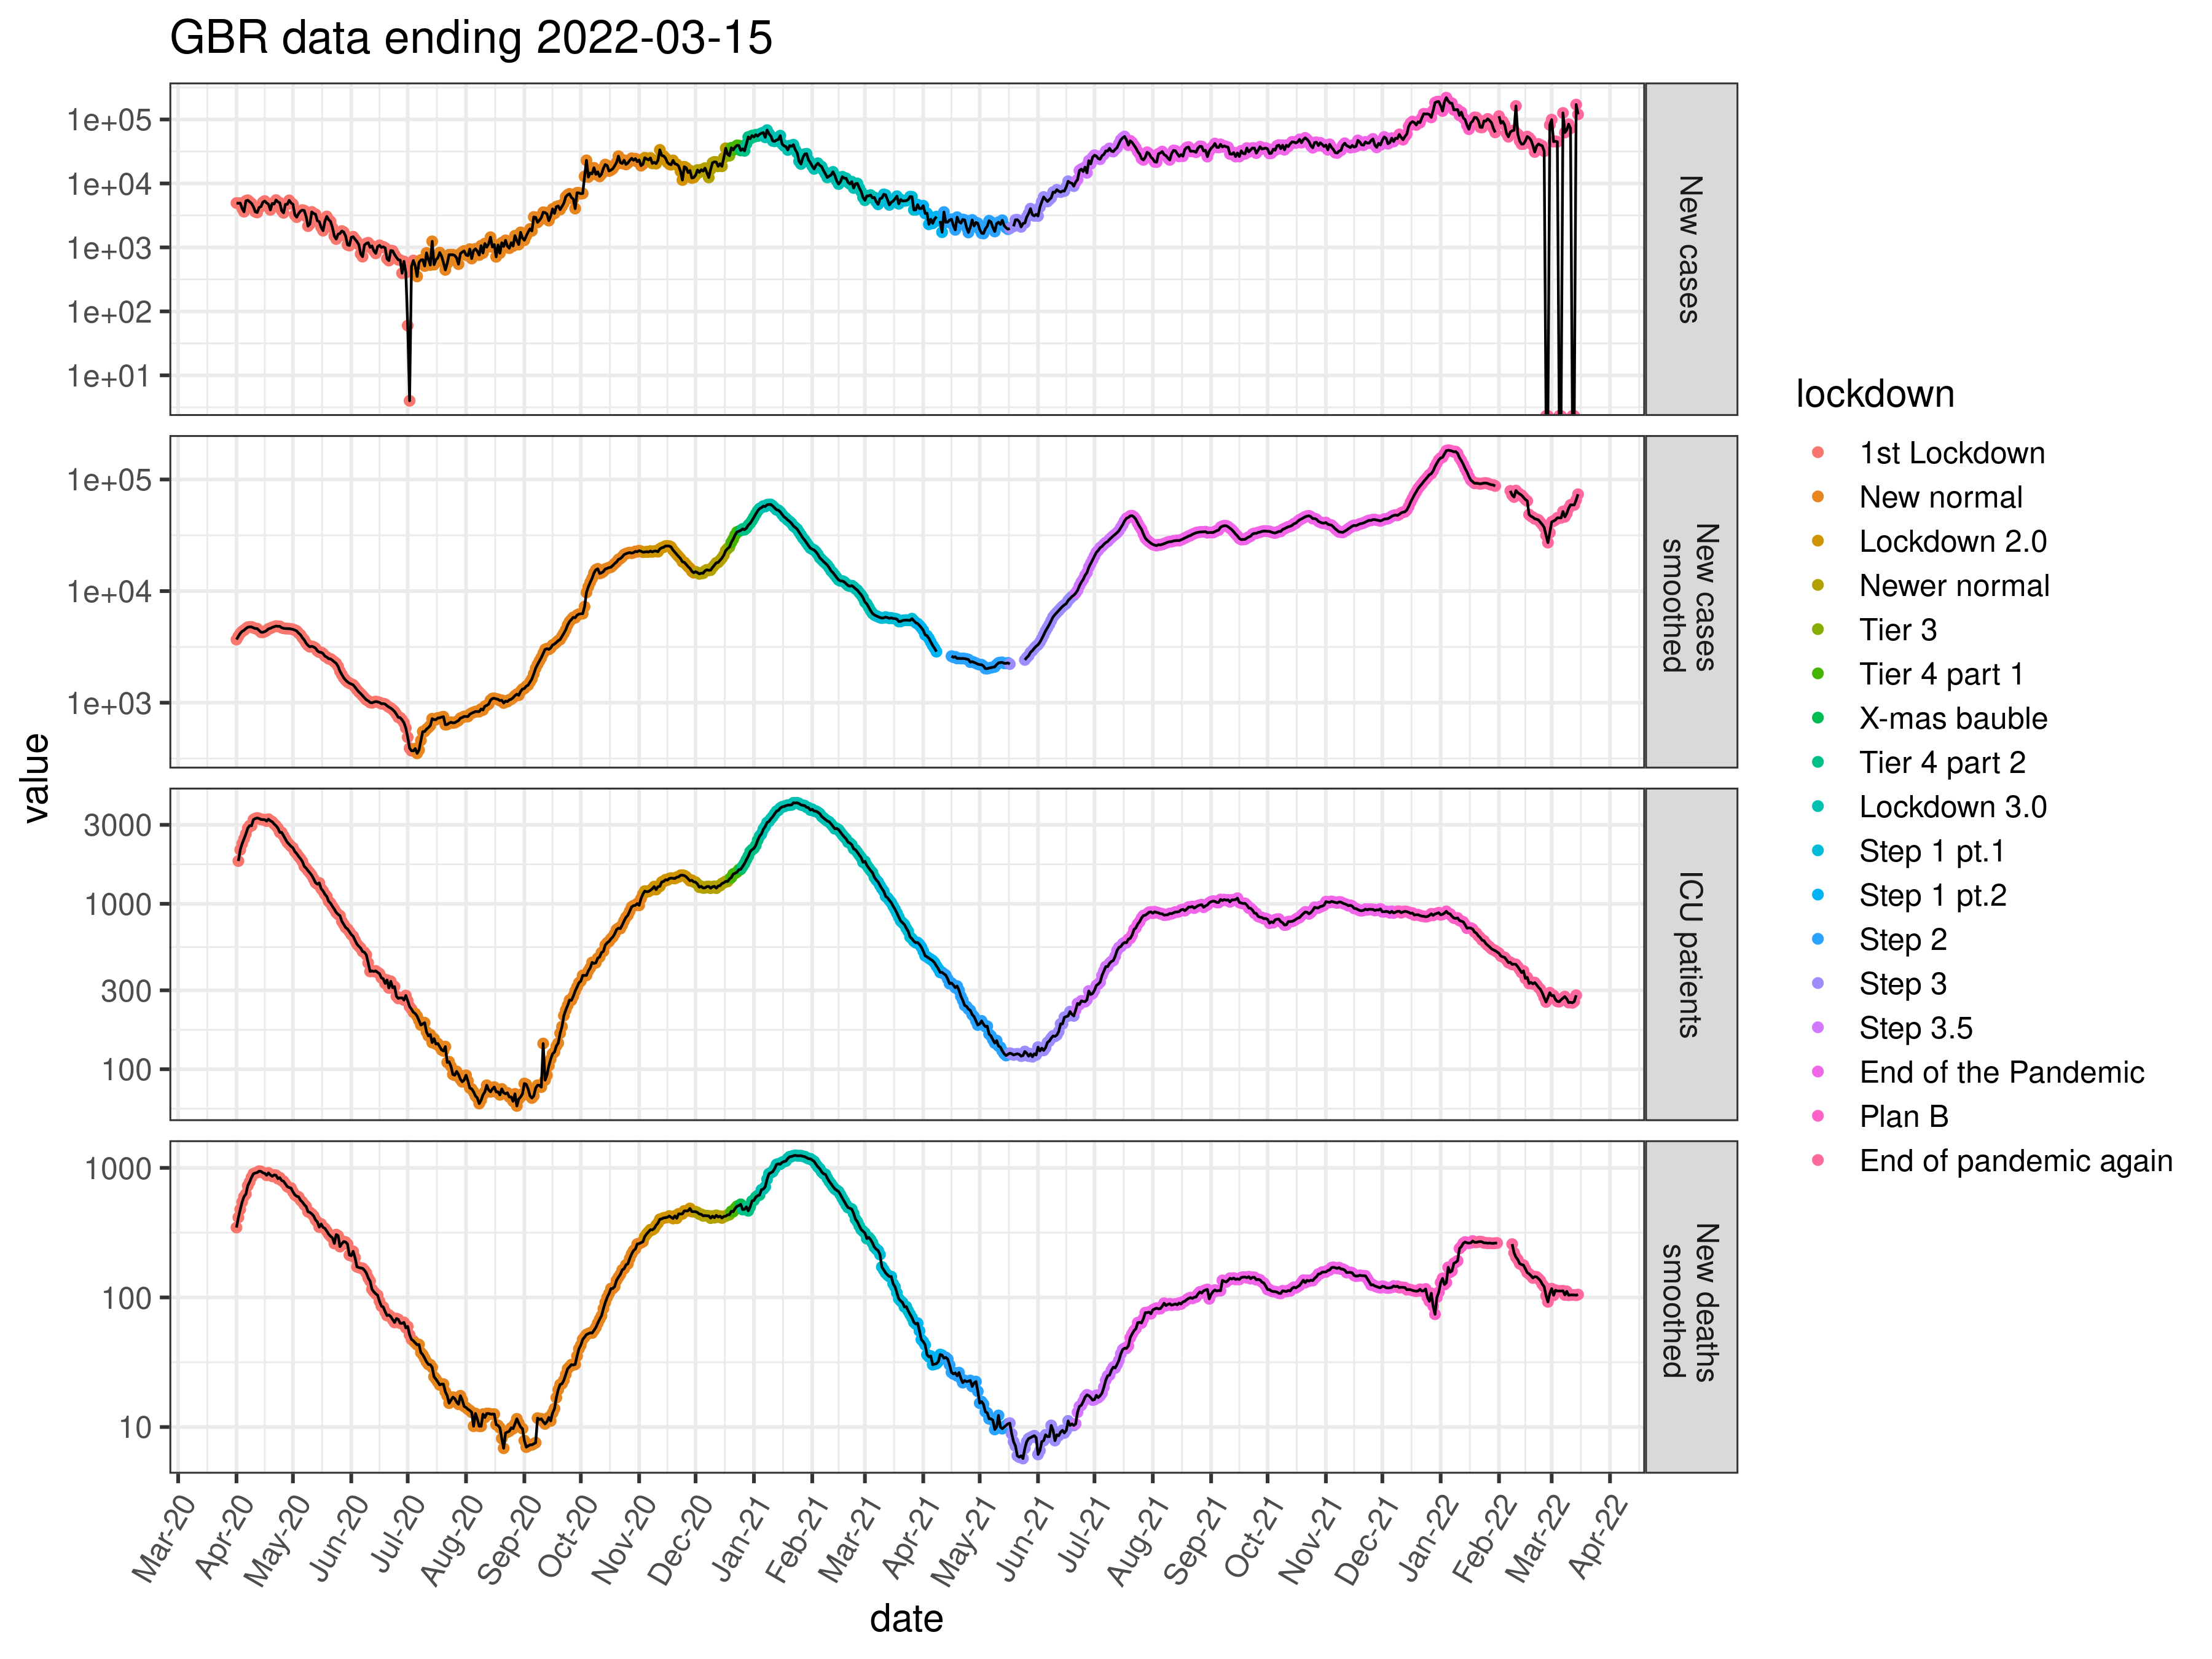 GBR data ending 2022-03-15
1e+05
1e+04
1e+03
1e+02
1e+01
New cases
1e+05
1e+04
1e+03
New cases
smoothed
3000
1000
300
100
ICU patients
1000
100
10
New deaths
smoothed
value
Mar-20
Apr-20
May-20
Jun-20
Jul-20
Aug-20
Sep-20
Oct-20
Nov-20
Dec-20
Jan-21
Feb-21
Mar-21
Apr-21
May-21
Jun-21
Jul-21
Aug-21
Sep-21
Oct-21
Nov-21
Dec-21
Jan-22
Feb-22
Mar-22
Apr-22
date
lockdown
1st Lockdown
New normal
Lockdown 2.0
Newer normal
Tier 3
Tier 4 part 1
X-mas bauble
Tier 4 part 2
Lockdown 3.0
Step 1 pt.1
Step 1 pt.2
Step 2
Step 3
Step 3.5
End of the Pandemic
Plan B
End of pandemic again